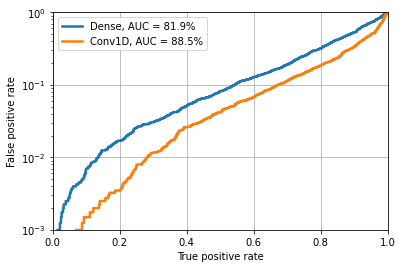 Dense, AUC = 81.9%
Conv1D, AUC = 88.5%
10⁰
10⁻¹
10⁻²
10⁻³
False positive rate
0.0 0.2 0.4 0.6 0.8 1.0
True positive rate